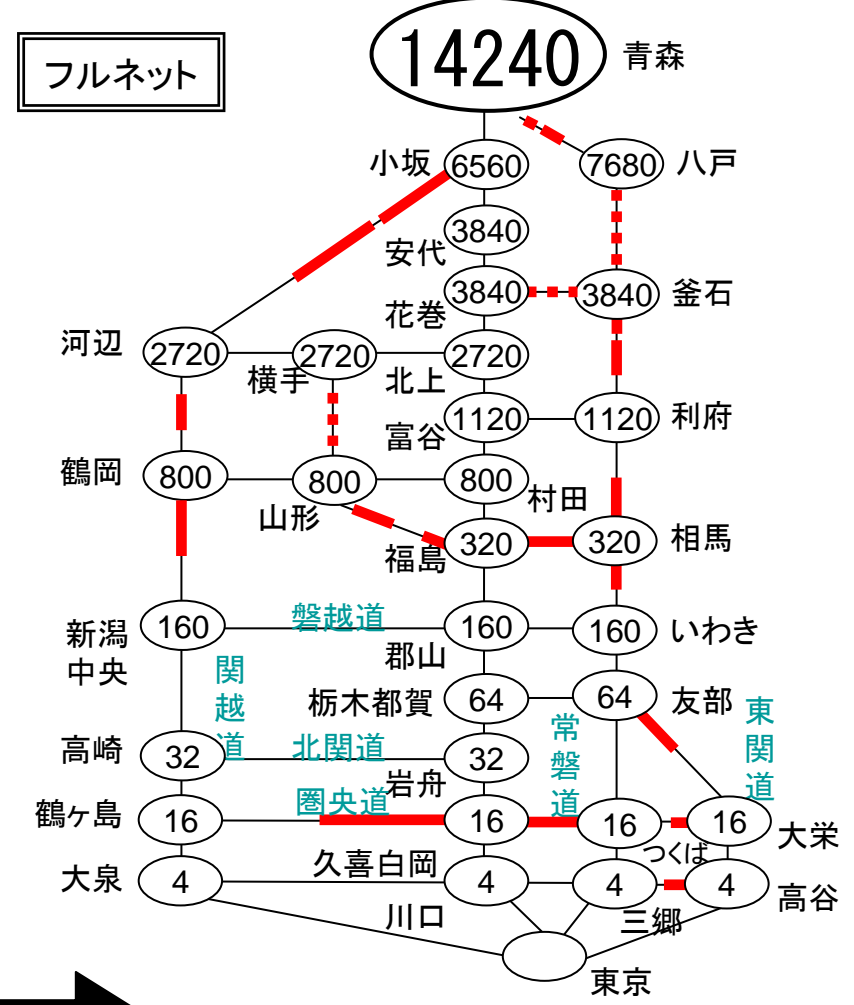 フルネット
14240
青森
小坂
6560
7680
八戸
安代
3840
花巻
3840
3840
釜石
河辺
2720
横手
2720
北上
2720
富谷
1120
1120
利府
鶴岡
800
山形
800
800
村田
福島
320
320
相馬
新潟
中央
160
磐越道
郡山
160
160
いわき
関越道
栃木都賀
64
64
友部
東関道
常磐道
高崎
32
北関道
32
岩舟
鶴ヶ島
16
圏央道
16
16
つくば
16
大栄
大泉
4
久喜白岡
4
4
4
高谷
川口
三郷
東京